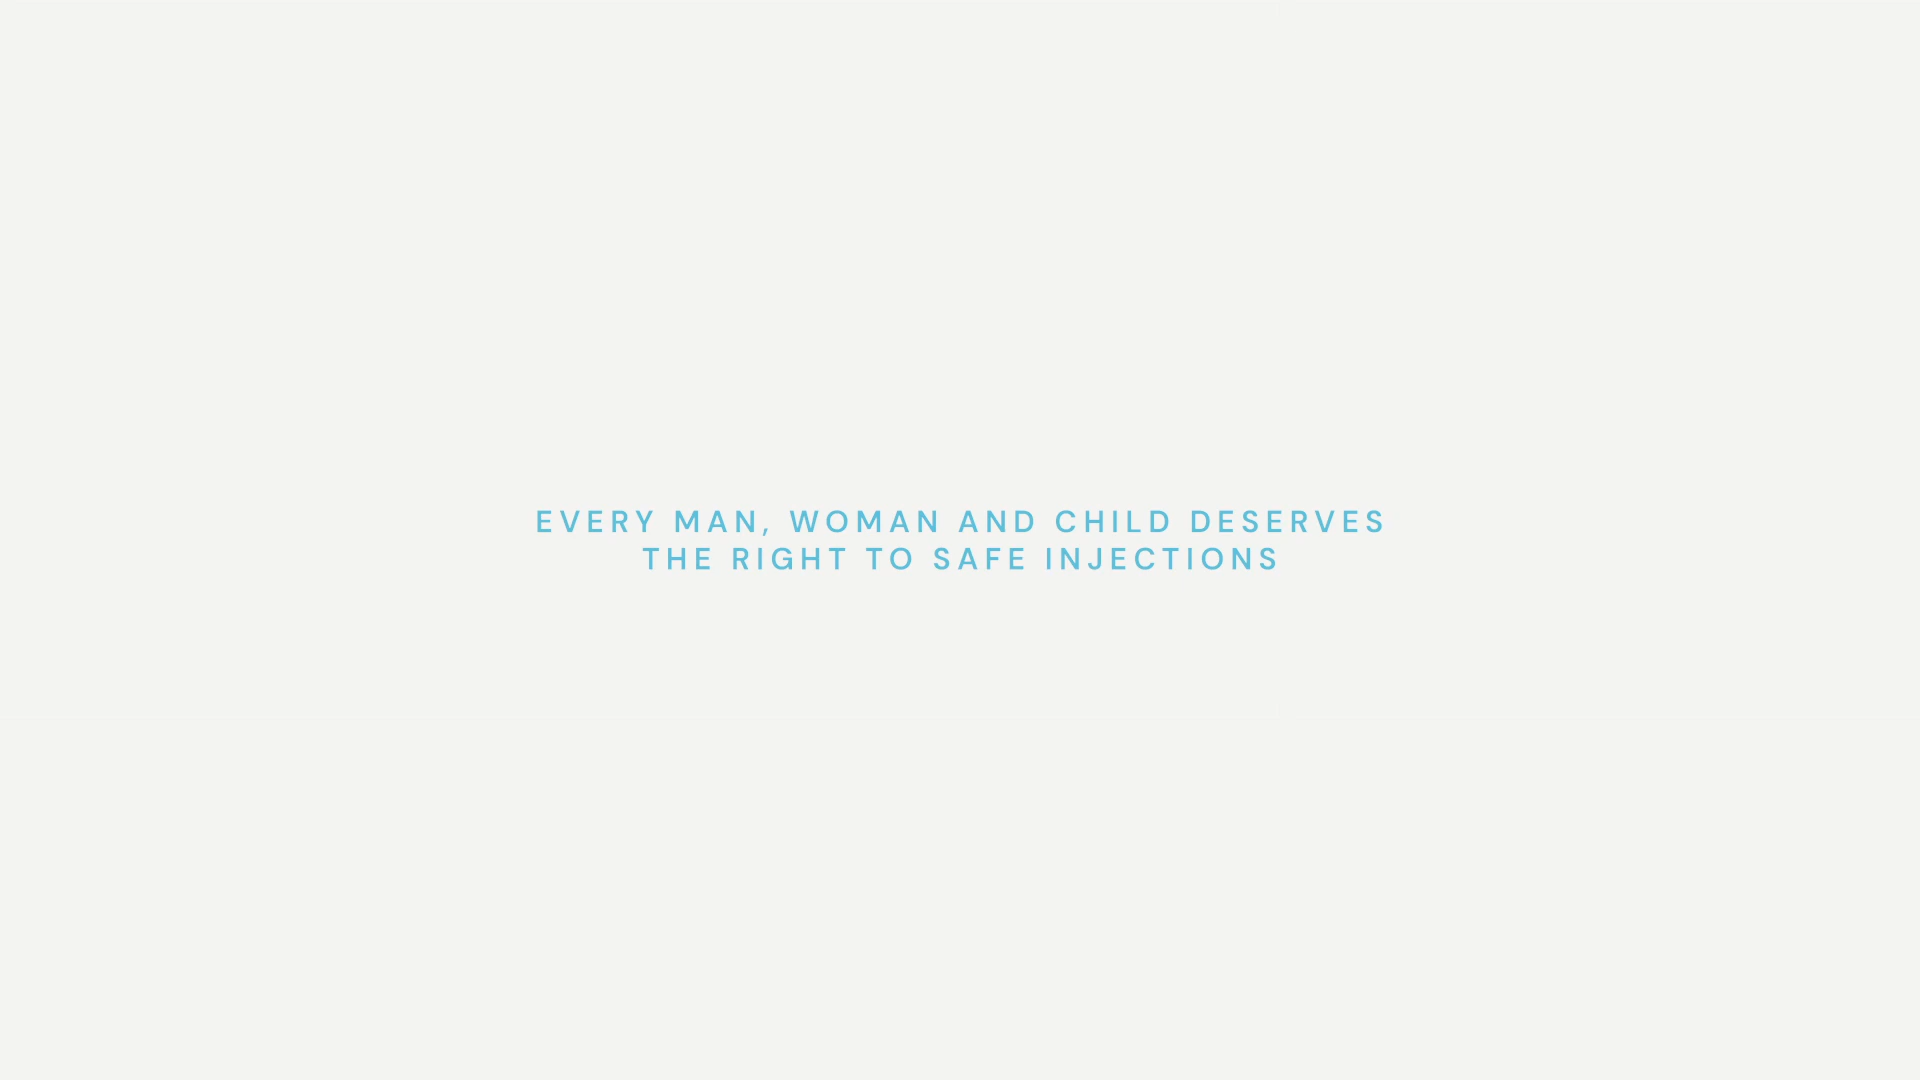 EVERY MAN, WOMAN AND CHILD DESERVES
THE RIGHT TO SAFE INJECTIONS